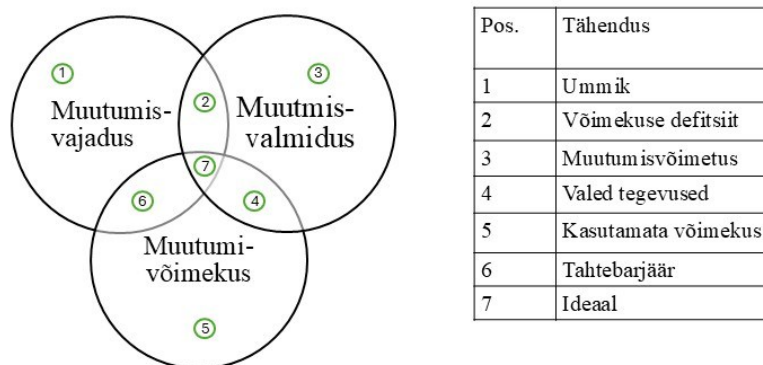 1
Muutumis-
vajadus
2
3
Muutmis-
valmidus
7
6
4
Muutumi-
võimekus
5
Pos. Tähendus
1 Ummik
2 Võimekuse defitsiit
3 Muutumisvõimetus
4 Valed tegevused
5 Kasutamata võimekus
6 Tahtebarjäär
7 Ideaal